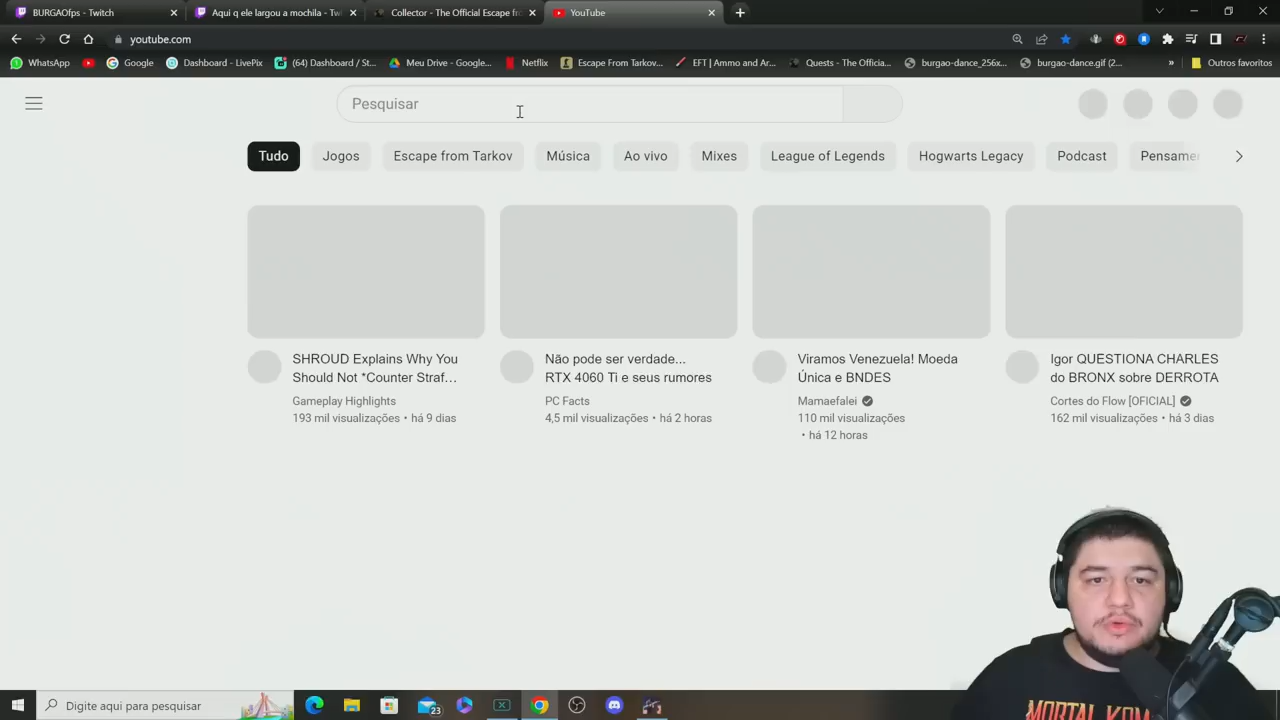 BURGAOfps - Twitch
Aqui q ele largou a mochila - Twi
Collector - The Official Escape fr
YouTube
youtube.com
WhatsApp
Google
Dashboard - LivePix
(64) Dashboard / St...
Meu Drive - Google...
Netflix
Escape From Tarkov...
EFT | Ammo and Ar...
Quests - The Officia...
burgao-dance_256x...
burgao-dance.gif (2...
»
Outros favoritos
Pesquisar
Tudo
Jogos
Escape from Tarkov
Música
Ao vivo
Mixes
League of Legends
Hogwarts Legacy
Podcast
Pensame
SHROUD Explains Why You
Should Not *Counter Straf...
Gameplay Highlights
193 mil visualizações • há 9 dias
Não pode ser verdade...
RTX 4060 Ti e seus rumores
PC Facts
4,5 mil visualizações • há 2 horas
Viramos Venezuela! Moeda
Única e BNDES
Mamaefalei
110 mil visualizações
• há 12 horas
Igor QUESTIONA CHARLES
do BRONX sobre DERROTA
Cortes do Flow [OFICIAL]
162 mil visualizações • há 3 dias
MORTAL KOM
Digite aqui para pesquisar
23